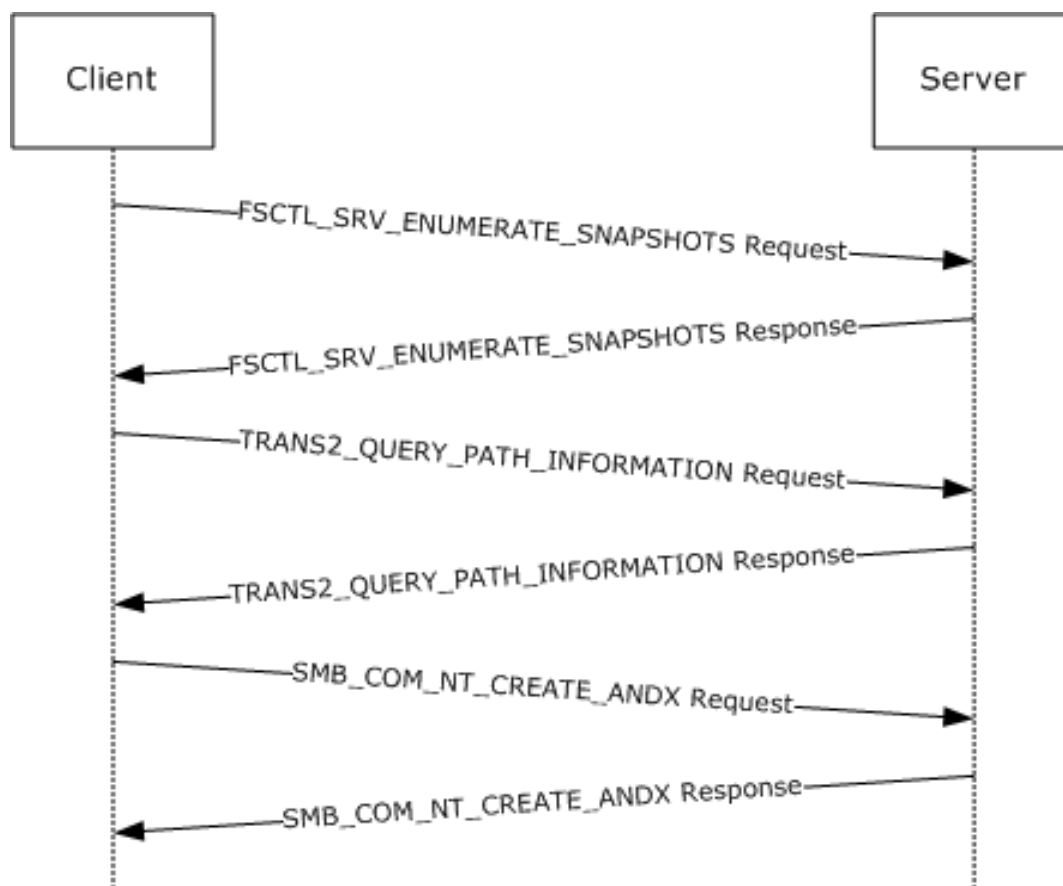 Client
Server
FSCTL_SRV_ENUMERATE_SNAPSHOTS Request
FSCTL_SRV_ENUMERATE_SNAPSHOTS Response
TRANS2_QUERY_PATH_INFORMATION Request
TRANS2_QUERY_PATH_INFORMATION Response
SMB_COM_NT_CREATE_ANDX Request
SMB_COM_NT_CREATE_ANDX Response